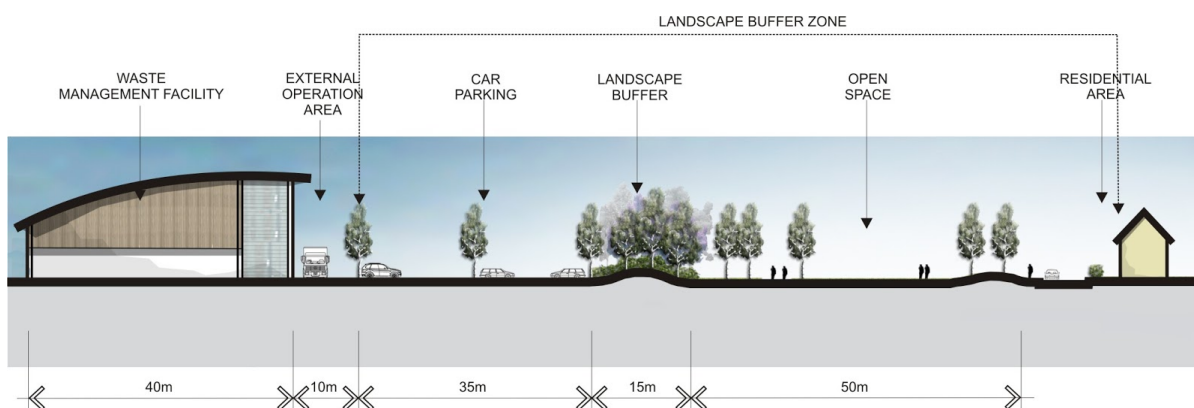 LANDSCAPE BUFFER ZONE
WASTE
MANAGEMENT FACILITY
EXTERNAL
OPERATION
AREA
CAR
PARKING
LANDSCAPE
BUFFER
OPEN
SPACE
RESIDENTIAL
AREA
40m
10m
35m
15m
50m